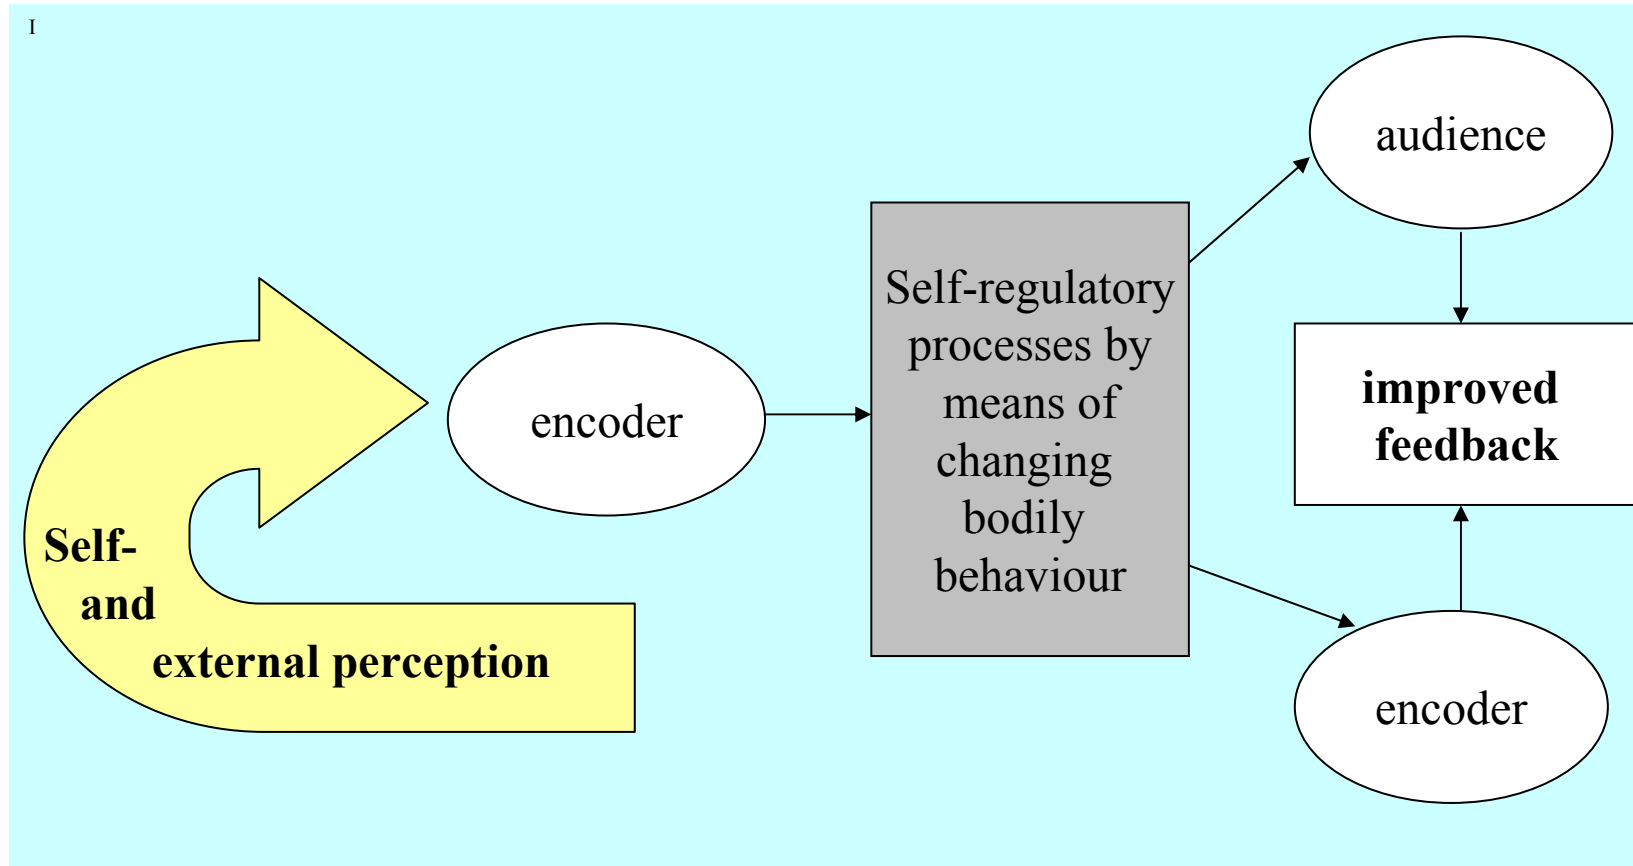 I
Self-
and
external perception
encoder
Self-regulatory
processes by
means of
changing
bodily
behaviour
audience
improved
feedback
encoder